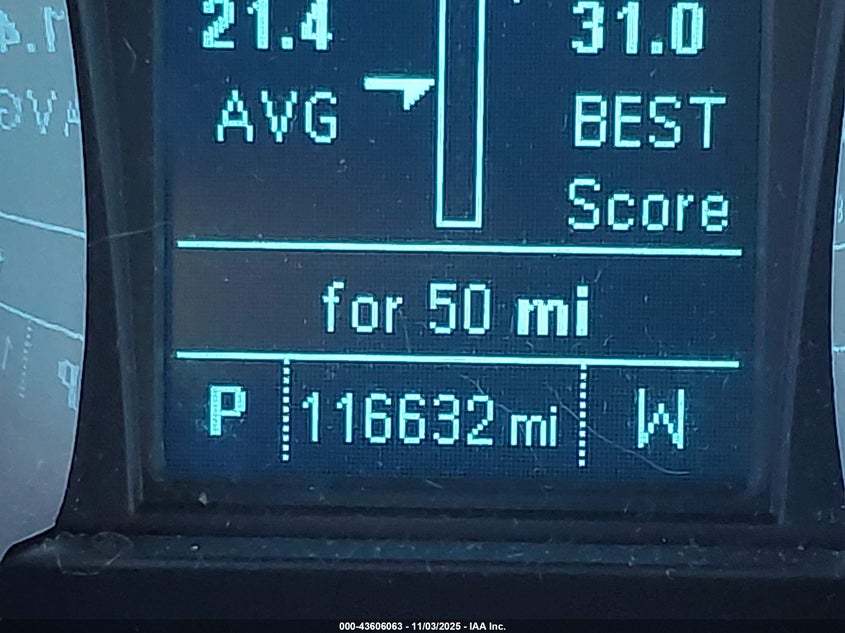 21.4 31.0
AVG BEST
Score
for 50 mi
P 116632 mi W
000-43606063 - 11/03/2025 - IAA Inc.